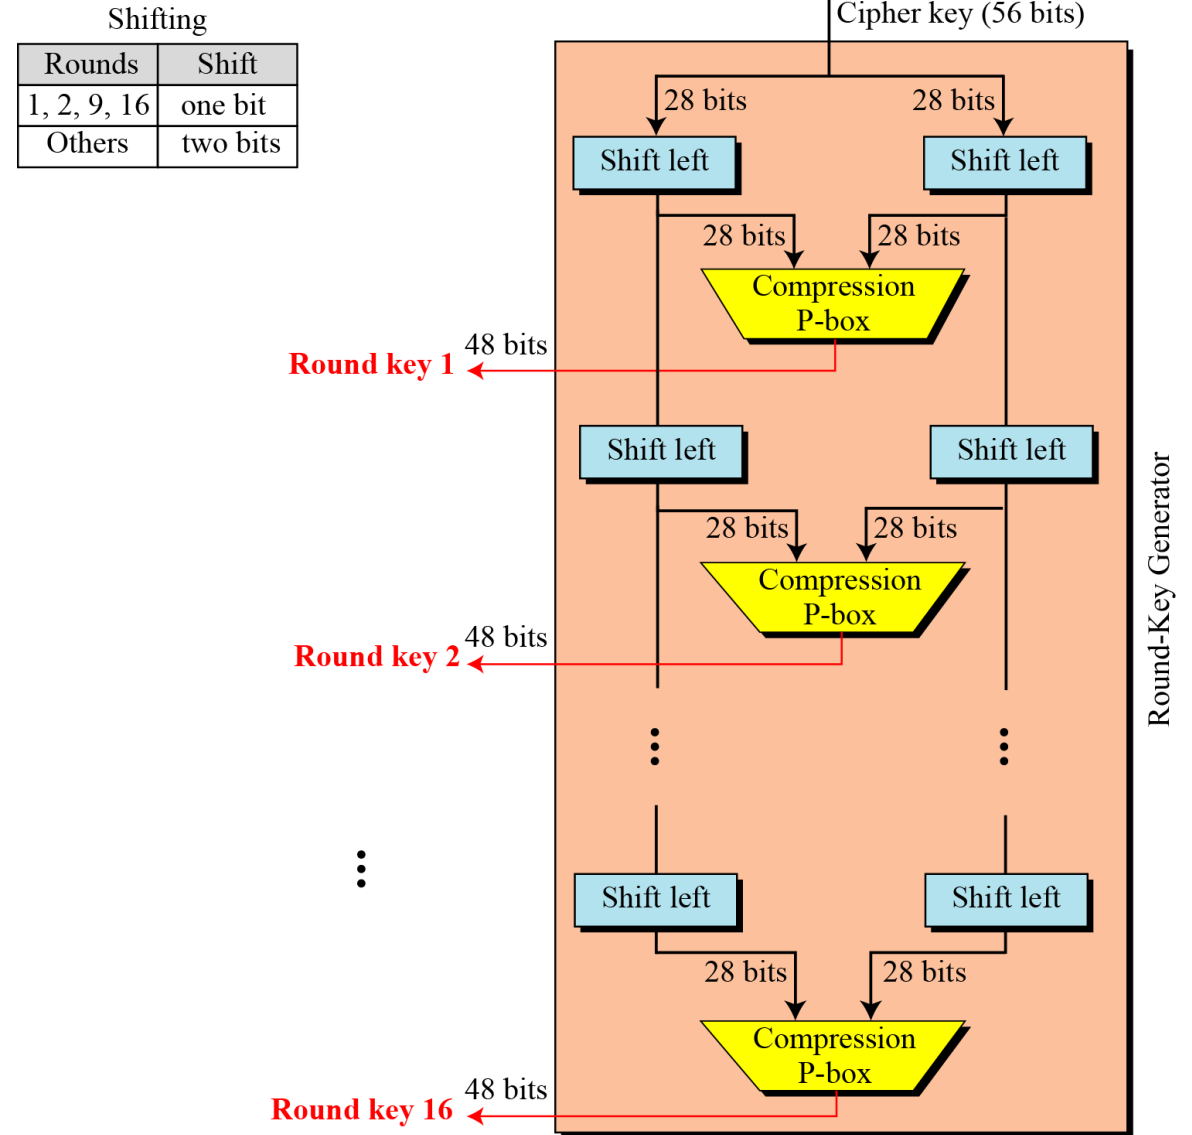 Shifting
Rounds Shift
1, 2, 9, 16 one bit
Others two bits
Cipher key (56 bits)
28 bits 28 bits
Shift left Shift left
28 bits 28 bits
Compression
P-box
48 bits
Round key 1
Shift left Shift left
28 bits 28 bits
Compression
P-box
48 bits
Round key 2
Round-Key Generator
Shift left Shift left
28 bits 28 bits
Compression
P-box
48 bits
Round key 16